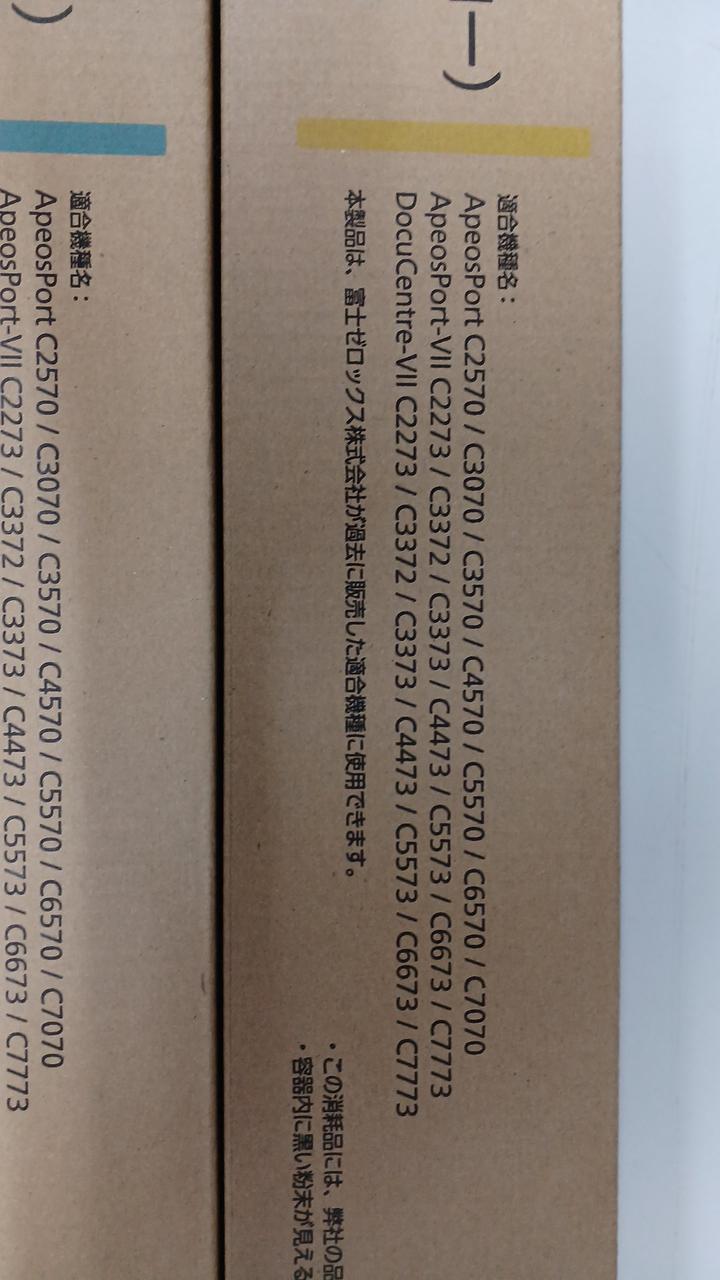 ー）
適合機種名：
ApeosPort C2570 / C3070 / C3570 / C4570 / C5570 / C6570 / C7070
ApeosPort-VII C2273 / C3372 / C3373 / C4473 / C5573 / C6673 / C7773
DocuCentre-VII C2273 / C3372 / C3373 / C4473 / C5573 / C6673 / C7773
本製品は、富士ゼロックス株式会社が過去に販売した適合機種に使用できます。
・この消耗品には、弊社の品
・容器内に黒い粉末が見える
）
適合機種名：
ApeosPort C2570 / C3070 / C3570 / C4570 / C5570 / C6570 / C7070
ApeosPort-VII C2273 / C3372 / C3373 / C4473 / C5573 / C6673 / C7773